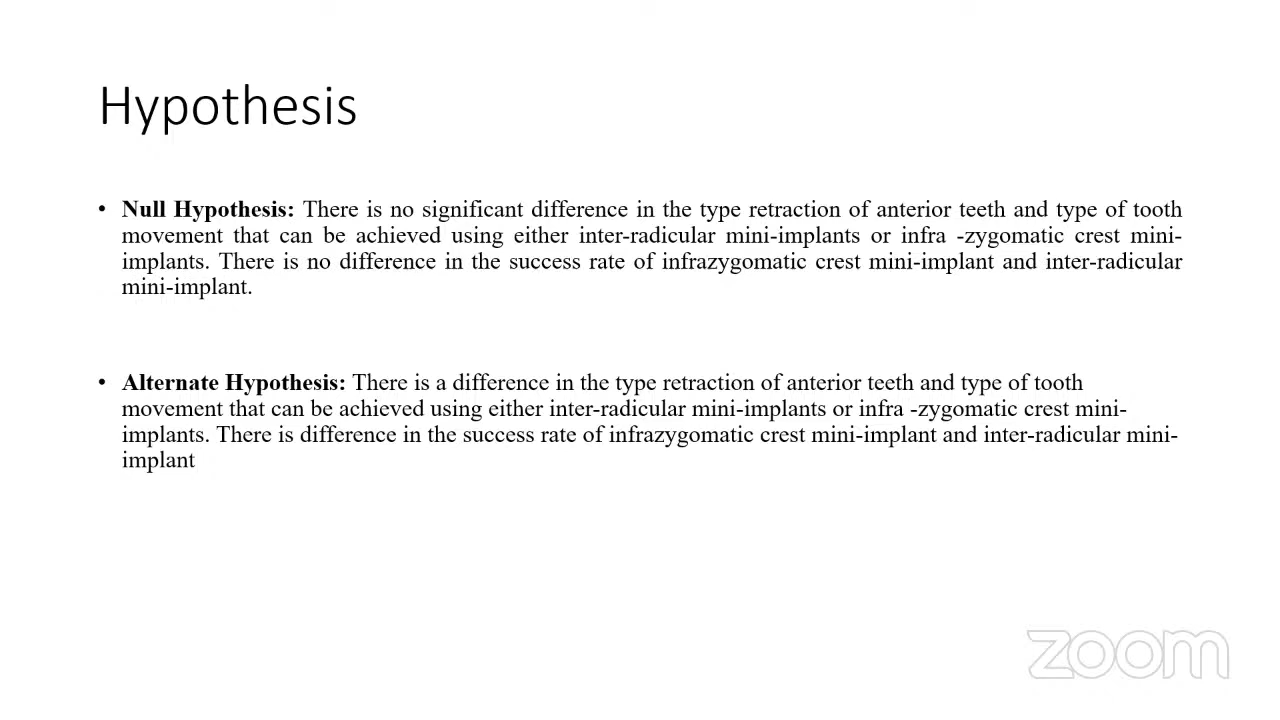 Hypothesis
• Null Hypothesis: There is no significant difference in the type retraction of anterior teeth and type of tooth
movement that can be achieved using either inter-radicular mini-implants or infra -zygomatic crest mini-
implants. There is no difference in the success rate of infrazygomatic crest mini-implant and inter-radicular
mini-implant.
• Alternate Hypothesis: There is a difference in the type retraction of anterior teeth and type of tooth
movement that can be achieved using either inter-radicular mini-implants or infra -zygomatic crest mini-
implants. There is difference in the success rate of infrazygomatic crest mini-implant and inter-radicular mini-
implant
zoom